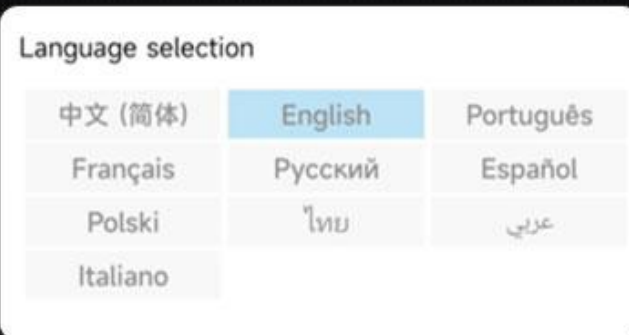 Language selection
中文 (简体) English Português
Français Русский Español
Polski ไทย عربي
Italiano